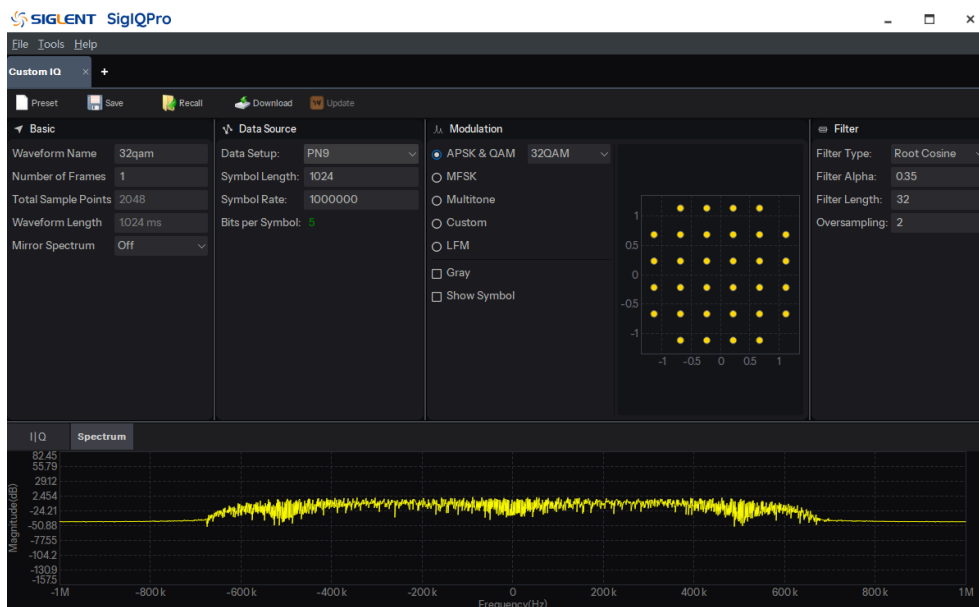 SIGLENT SigIQPro
File Tools Help
Custom IQ × +
Preset Save Recall Download Update
Basic
Waveform Name 32qam
Number of Frames 1
Total Sample Points 2048
Waveform Length 1.024 ms
Mirror Spectrum Off
Data Source
Data Setup: PN9
Symbol Length: 1024
Symbol Rate: 1000000
Bits per Symbol: 5
Modulation
APSK & QAM 32QAM
MFSK
Multitone
Custom
LFM
Gray
Show Symbol
1
0.5
0
-0.5
-1
-1 -0.5 0 0.5 1
Filter
Filter Type: Root Cosine
Filter Alpha: 0.35
Filter Length: 32
Oversampling: 2
I|Q Spectrum
Magnitude(dB)
82.45
55.79
29.12
2.454
-24.21
-50.88
-77.55
-104.2
-130.9
-157.5
-1M -800k -600k -400k -200k 0 200k 400k 600k 800k 1M
Frequency(Hz)